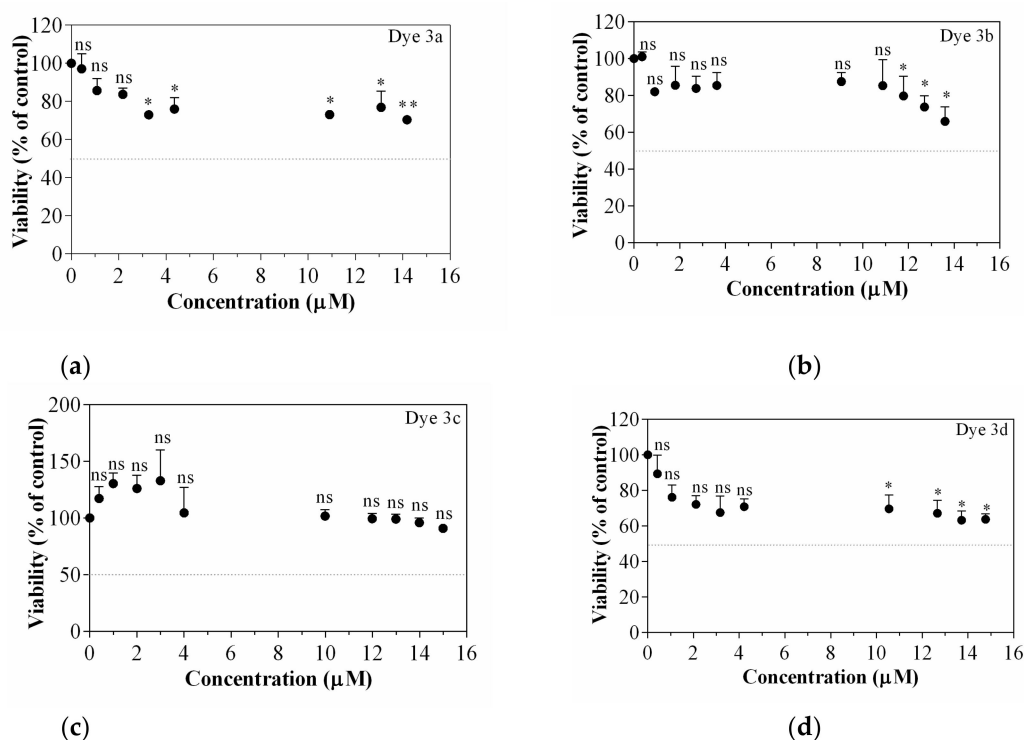 120
100
80
60
40
20
0
Viability (% of control)
Dye 3a
ns
ns
ns
*
*
*
*
**
0 2 4 6 8 10 12 14 16
Concentration (μM)
(a)
120
100
80
60
40
20
0
Viability (% of control)
Dye 3b
ns
ns
ns
ns
ns
ns
ns
*
*
*
0 2 4 6 8 10 12 14 16
Concentration (μM)
(b)
200
150
100
50
0
Viability (% of control)
Dye 3c
ns
ns
ns
ns
ns
ns
ns
ns
ns
ns
0 2 4 6 8 10 12 14 16
Concentration (μM)
(c)
120
100
80
60
40
20
0
Viability (% of control)
Dye 3d
ns
ns
ns
ns
ns
*
*
*
*
0 2 4 6 8 10 12 14 16
Concentration (μM)
(d)